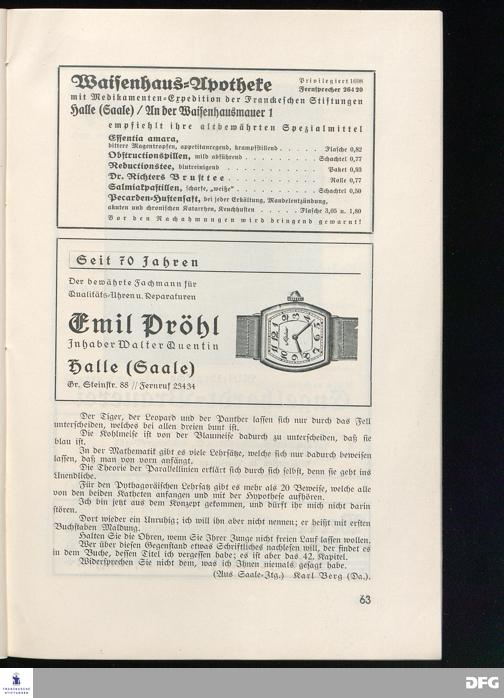 Waisenhaus-Apotheke
Privilegiert 1698
Fernsprecher 264 20
mit Medikamenten-Expedition der Franckeschen Stiftungen
Halle (Saale) / An der Waisenhausmauer 1
empfiehlt ihre altbewährten Spezialmittel
Essentia amara,
bittere Magentropfen, appetitanregend, krampfstillend . . . . . Flasche 0,82
Obstructionspillen, mild abführend . . . . . . . . Schachtel 0,77
Reductionstee, blutreinigend . . . . . . . . . . Paket 0,93
Dr. Richters Brusttee . . . . . . . . . . . Rolle 0,77
Salmiakpastillen, scharfe, „weiße“ . . . . . . . . Schachtel 0,50
Pecarden-Hustensaft, bei jeder Erkältung, Mandelentzündung,
akuten und chronischen Katarrhen, Keuchhusten . . . . . Flasche 3,05 u. 1,80
Vor den Nachahmungen wird dringend gewarnt!
Seit 70 Jahren
Der bewährte Fachmann für
Qualitäts-Uhren u. Reparaturen
Emil Pröhl
Inhaber Walter Quentin
Halle (Saale)
Gr. Steinstr. 88 // Fernruf 23434
Der Tiger, der Leopard und der Panther lassen sich nur durch das Fell
unterscheiden, welches bei allen dreien bunt ist.
Die Kohlmeise ist von der Blaumeise dadurch zu unterscheiden, daß sie
blau ist.
In der Mathematik gibt es viele Lehrsätze, welche sich nur dadurch beweisen
lassen, daß man von vorn anfängt.
Die Theorie der Parallellinien erklärt sich durch sich selbst, denn sie geht ins
Unendliche.
Für den Pythagoräischen Lehrsatz gibt es mehr als 20 Beweise, welche alle
von den beiden Katheten anfangen und mit der Hypothese aufhören.
Ich bin jetzt aus dem Konzept gekommen, und dürft ihr mich nicht darin
stören.
Dort wieder ein Unruhig; ich will ihn aber nicht nennen; er heißt mit ersten
Buchstaben Maldung.
Halten Sie die Ohren, wenn Sie Ihrer Zunge nicht freien Lauf lassen wollen.
Wer über diesen Gegenstand etwas Schriftliches nachlesen will, der findet es
in dem Buche, dessen Titel ich vergessen habe; es ist aber das 42. Kapitel.
Widersprechen Sie nicht dem, was ich Ihnen niemals gesagt habe.
(Aus Saale-Ztg.) Karl Berg (Da.).
63
FRANCKESCHE
STIFTUNGEN
DFG